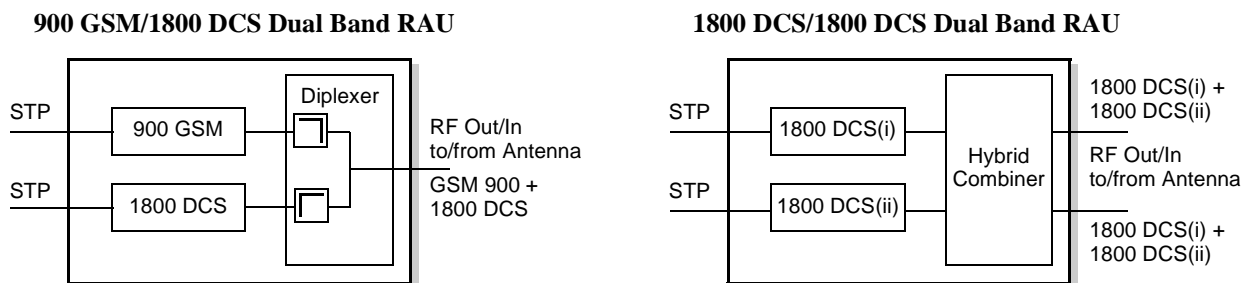 900 GSM/1800 DCS Dual Band RAU
STP
900 GSM
STP
1800 DCS
Diplexer
RF Out/In
to/from Antenna
GSM 900 +
1800 DCS
1800 DCS/1800 DCS Dual Band RAU
STP
1800 DCS(i)
STP
1800 DCS(ii)
Hybrid
Combiner
1800 DCS(i) +
1800 DCS(ii)
RF Out/In
to/from Antenna
1800 DCS(i) +
1800 DCS(ii)